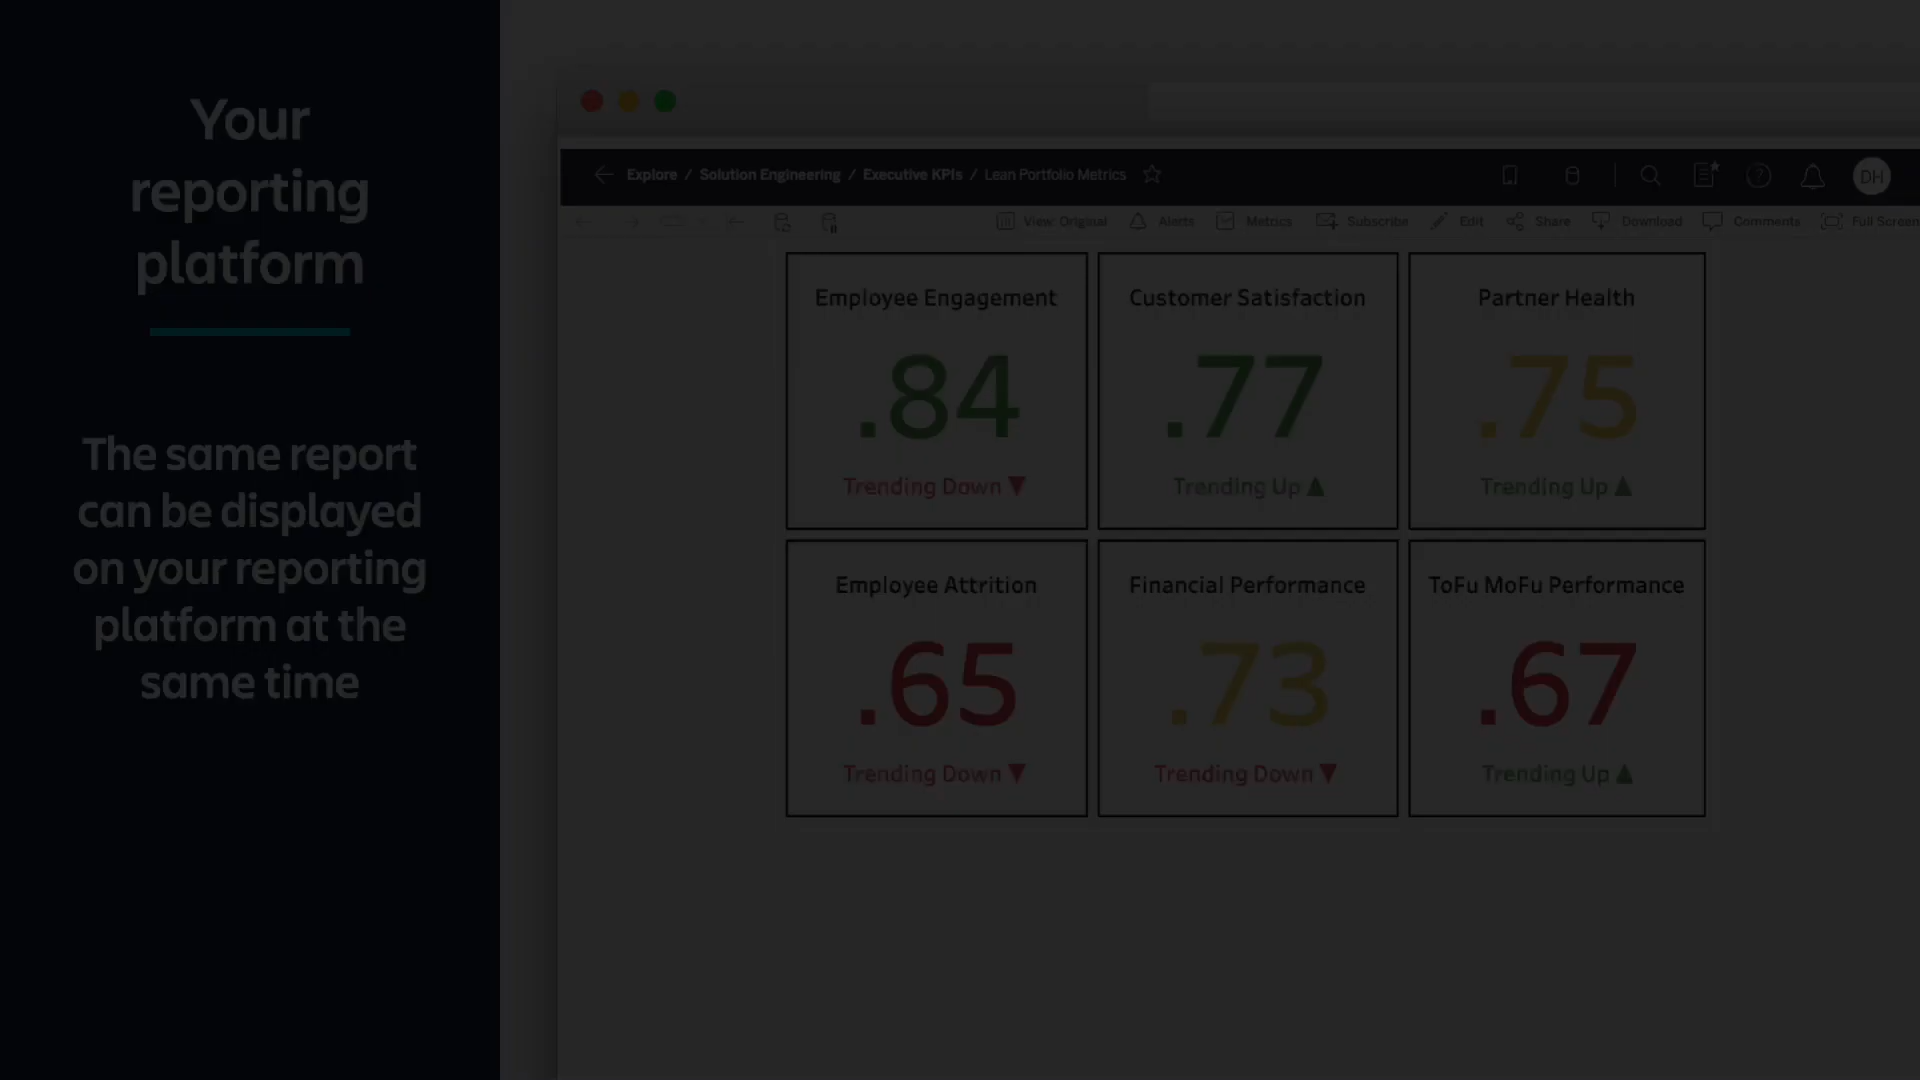 Your
reporting
platform
The same report
can be displayed
on your reporting
platform at the
same time
Explore / Solution Engineering / Executive KPIs / Lean Portfolio Metrics
DH
View: Original Alerts Metrics Subscribe Edit Share Download Comments Full Screen
Employee Engagement
.84
Trending Down ▼
Customer Satisfaction
.77
Trending Up ▲
Partner Health
.75
Trending Up ▲
Employee Attrition
.65
Trending Down ▼
Financial Performance
.73
Trending Down ▼
ToFu MoFu Performance
.67
Trending Up ▲